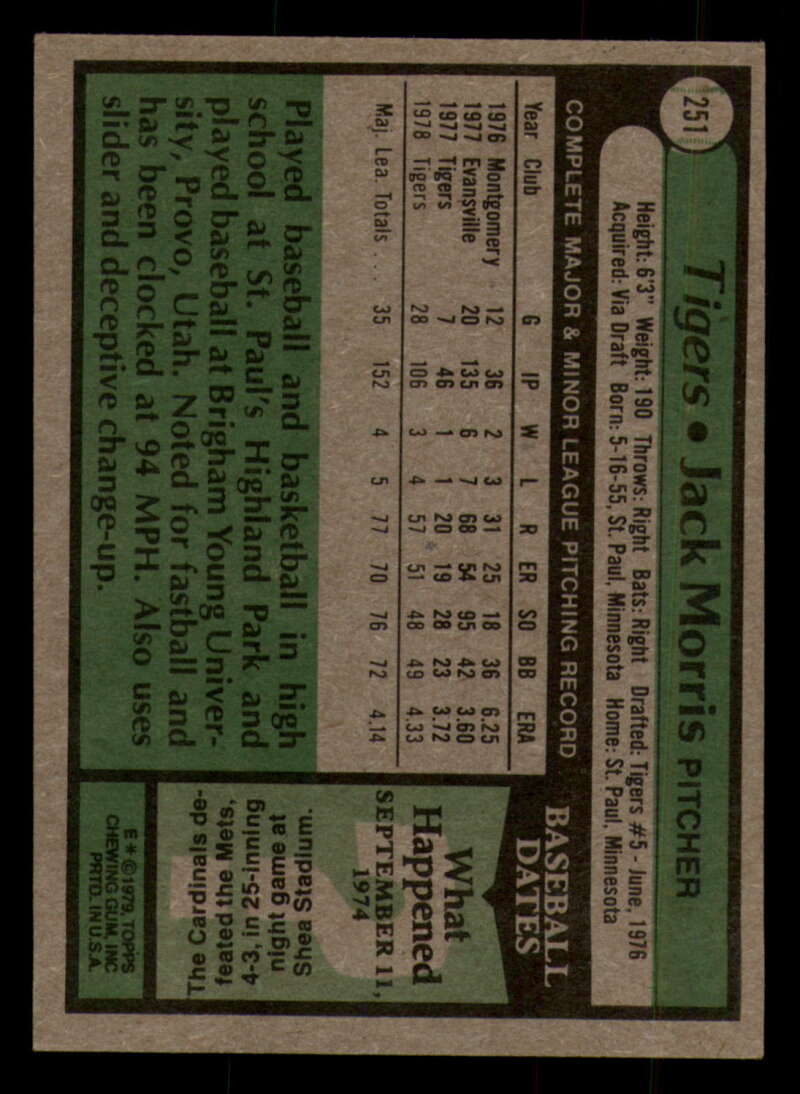 251
Tigers • Jack Morris PITCHER
Height: 6'3" Weight: 190 Throws: Right Bats: Right Drafted: Tigers #5 - June, 1976
Acquired: Via Draft Born: 5-16-55, St. Paul, Minnesota Home: St. Paul, Minnesota
COMPLETE MAJOR & MINOR LEAGUE PITCHING RECORD
Year Club G IP W L R ER SO BB ERA
1976 Montgomery 12 36 2 3 31 25 18 36 6.25
1977 Evansville 20 135 6 7 68 54 95 42 3.60
1977 Tigers 7 46 1 1 20 19 28 23 3.72
1978 Tigers 28 106 3 4 57 51 48 49 4.33
Maj. Lea. Totals . . . 35 152 4 5 77 70 76 72 4.14
Played baseball and basketball in high
school at St. Paul's Highland Park and
played baseball at Brigham Young Univer-
sity, Provo, Utah. Noted for fastball and
has been clocked at 94 MPH. Also uses
slider and deceptive change-up.
BASEBALL
DATES
What
Happened
SEPTEMBER 11,
1974
The Cardinals de-
feated the Mets,
4-3, in 25-inning
night game at
Shea Stadium.
E * © 1979, TOPPS
CHEWING GUM, INC
PRTD. IN U.S.A.